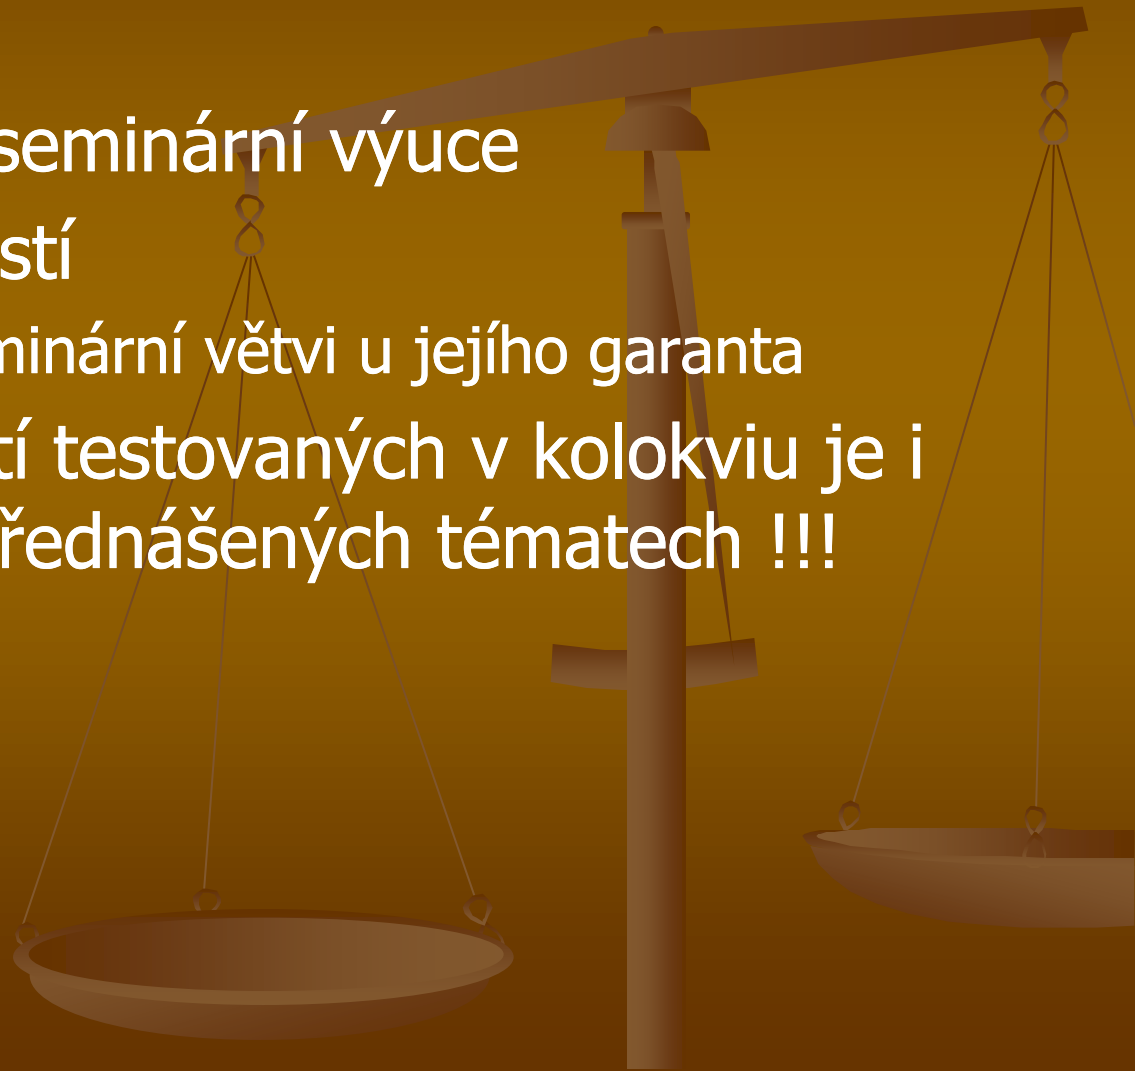 seminární výuce
stí
minární větvi u jejího garanta
tí testovaných v kolokviu je i
řednášených tématech !!!